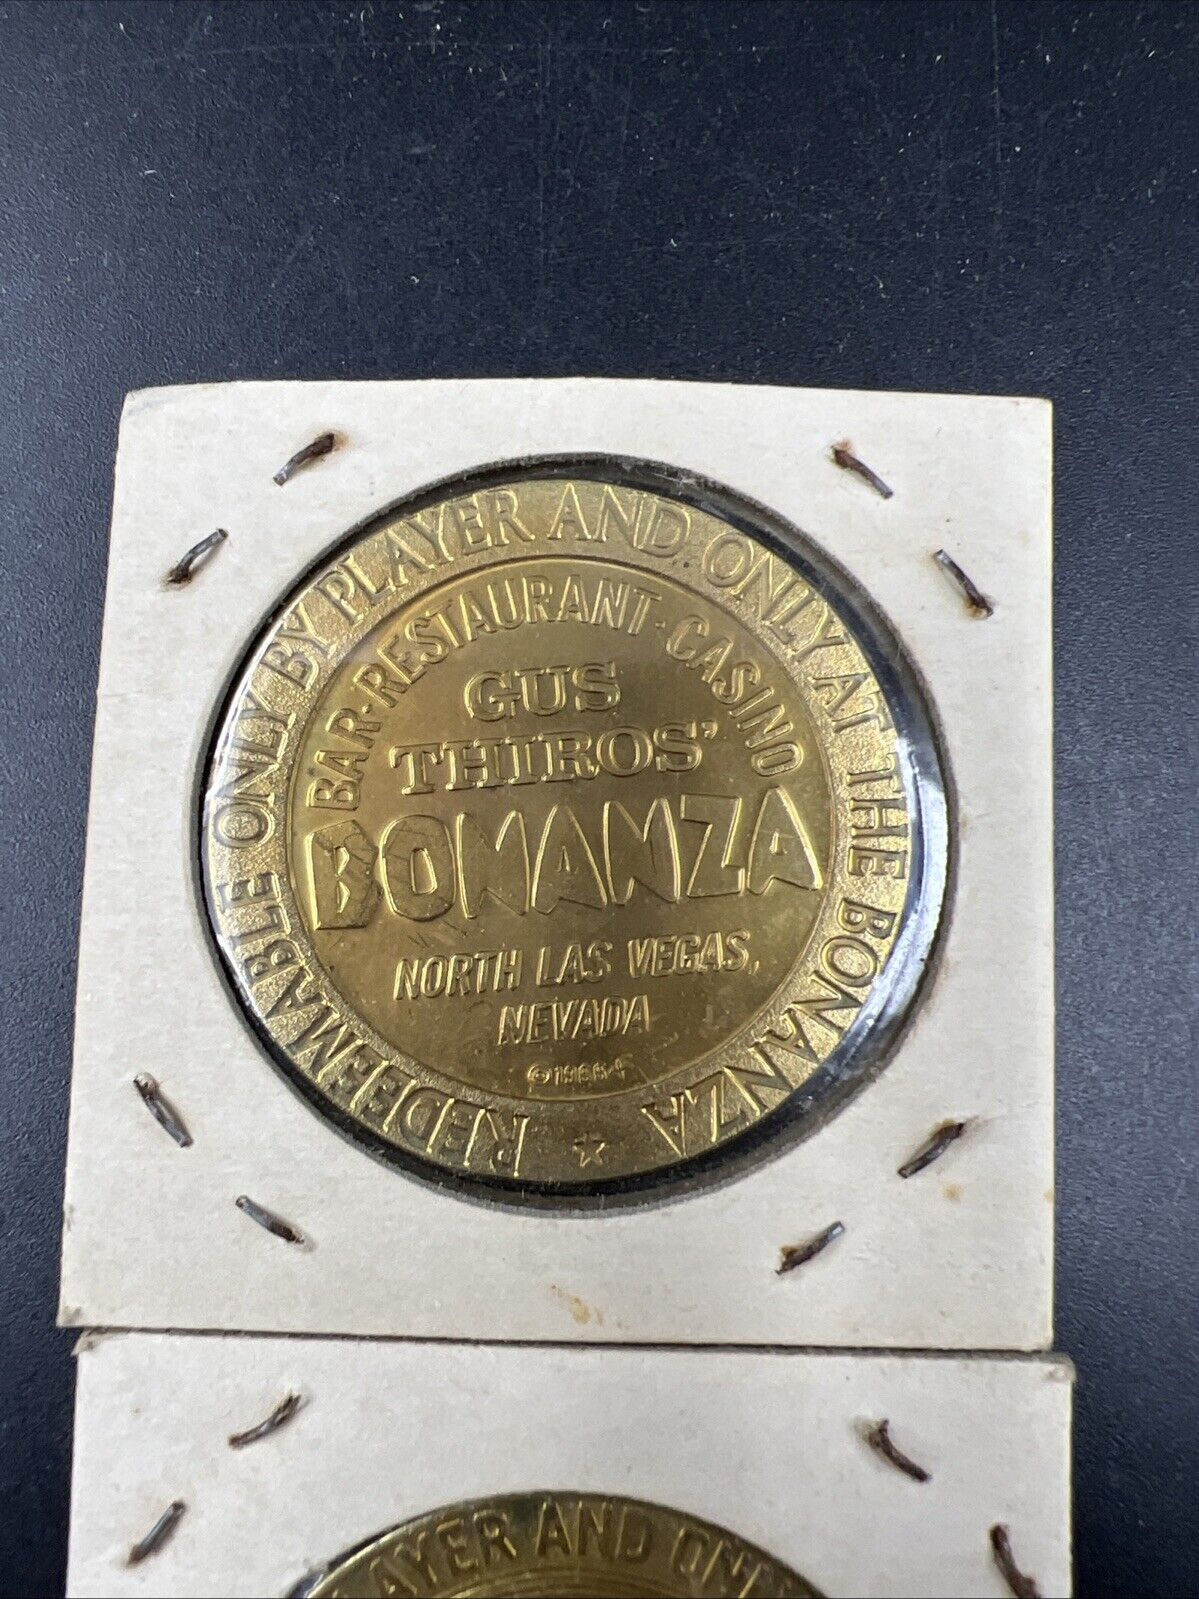 REDEEMABLE ONLY BY PLAYER AND ONLY AT THE BONANZA
BAR-RESTAURANT-CASINO
GUS
THIROS'
BONANZA
NORTH LAS VEGAS,
NEVADA
PLAYER AND